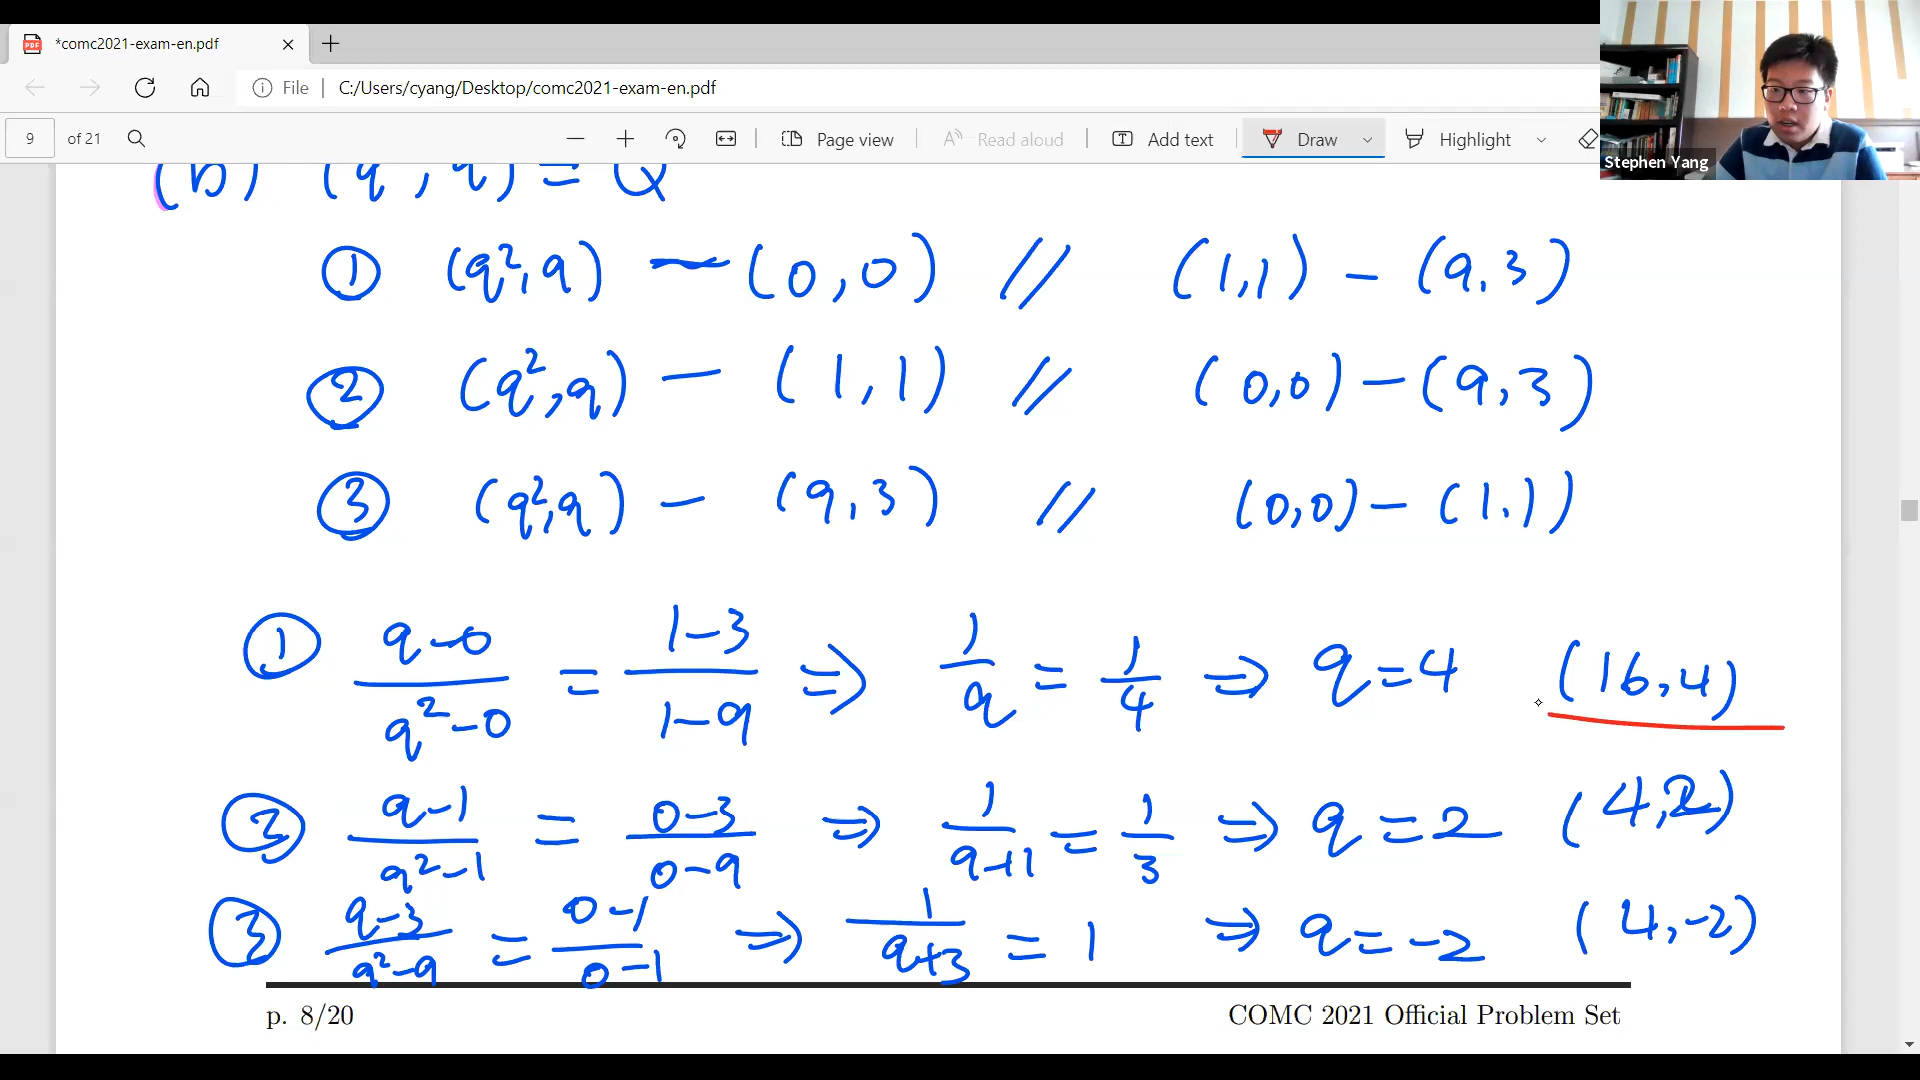 *comc2021-exam-en.pdf
File | C:/Users/cyang/Desktop/comc2021-exam-en.pdf
9 of 21 Page view Read aloud Add text Draw Highlight
Stephen Yang
(b) (q², q) = Q
① (q², q) — (0,0) // (1,1) — (9,3)
② (q², q) — (1,1) // (0,0) — (9,3)
③ (q², q) — (9,3) // (0,0) — (1,1)
① (q-0)/(q²-0) = (1-3)/(1-9) ⇒ 1/q = 1/4 ⇒ q=4 (16,4)
② (q-1)/(q²-1) = (0-3)/(0-9) ⇒ 1/(q+1) = 1/3 ⇒ q=2 (4,2)
③ (q-3)/(q²-9) = (0-1)/(0-1) ⇒ 1/(q+3) = 1 ⇒ q=-2 (4,-2)
p. 8/20 COMC 2021 Official Problem Set